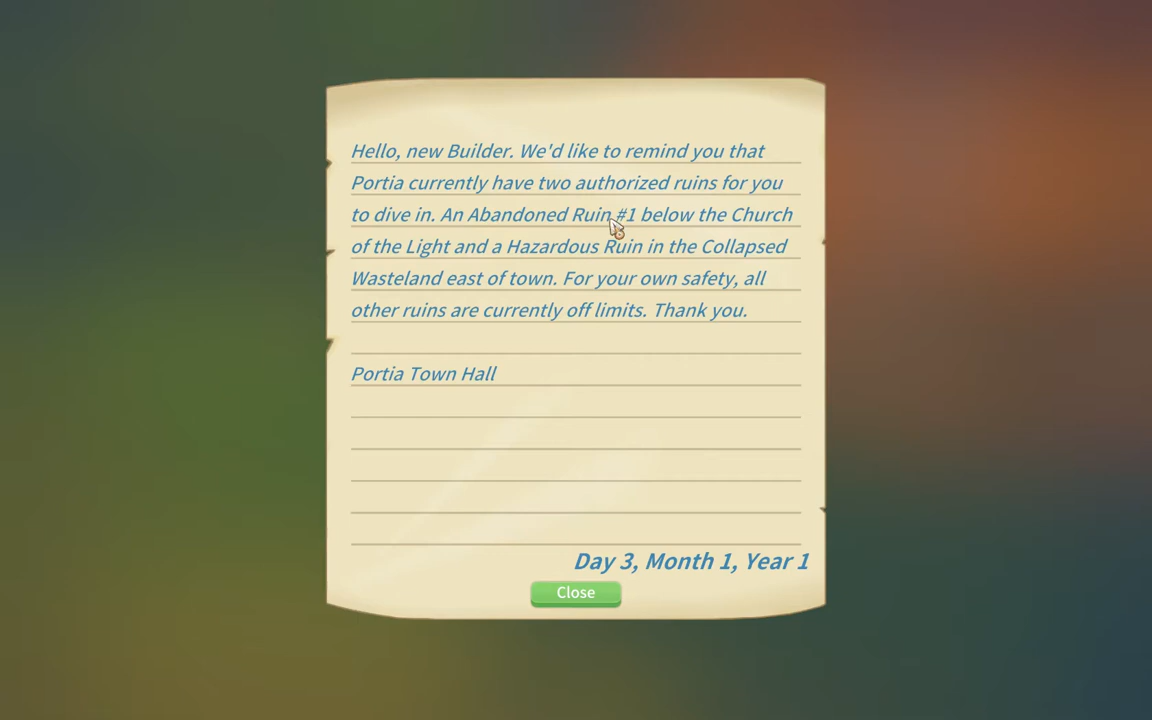 Hello, new Builder. We'd like to remind you that
Portia currently have two authorized ruins for you
to dive in. An Abandoned Ruin #1 below the Church
of the Light and a Hazardous Ruin in the Collapsed
Wasteland east of town. For your own safety, all
other ruins are currently off limits. Thank you.
Portia Town Hall
Day 3, Month 1, Year 1
Close